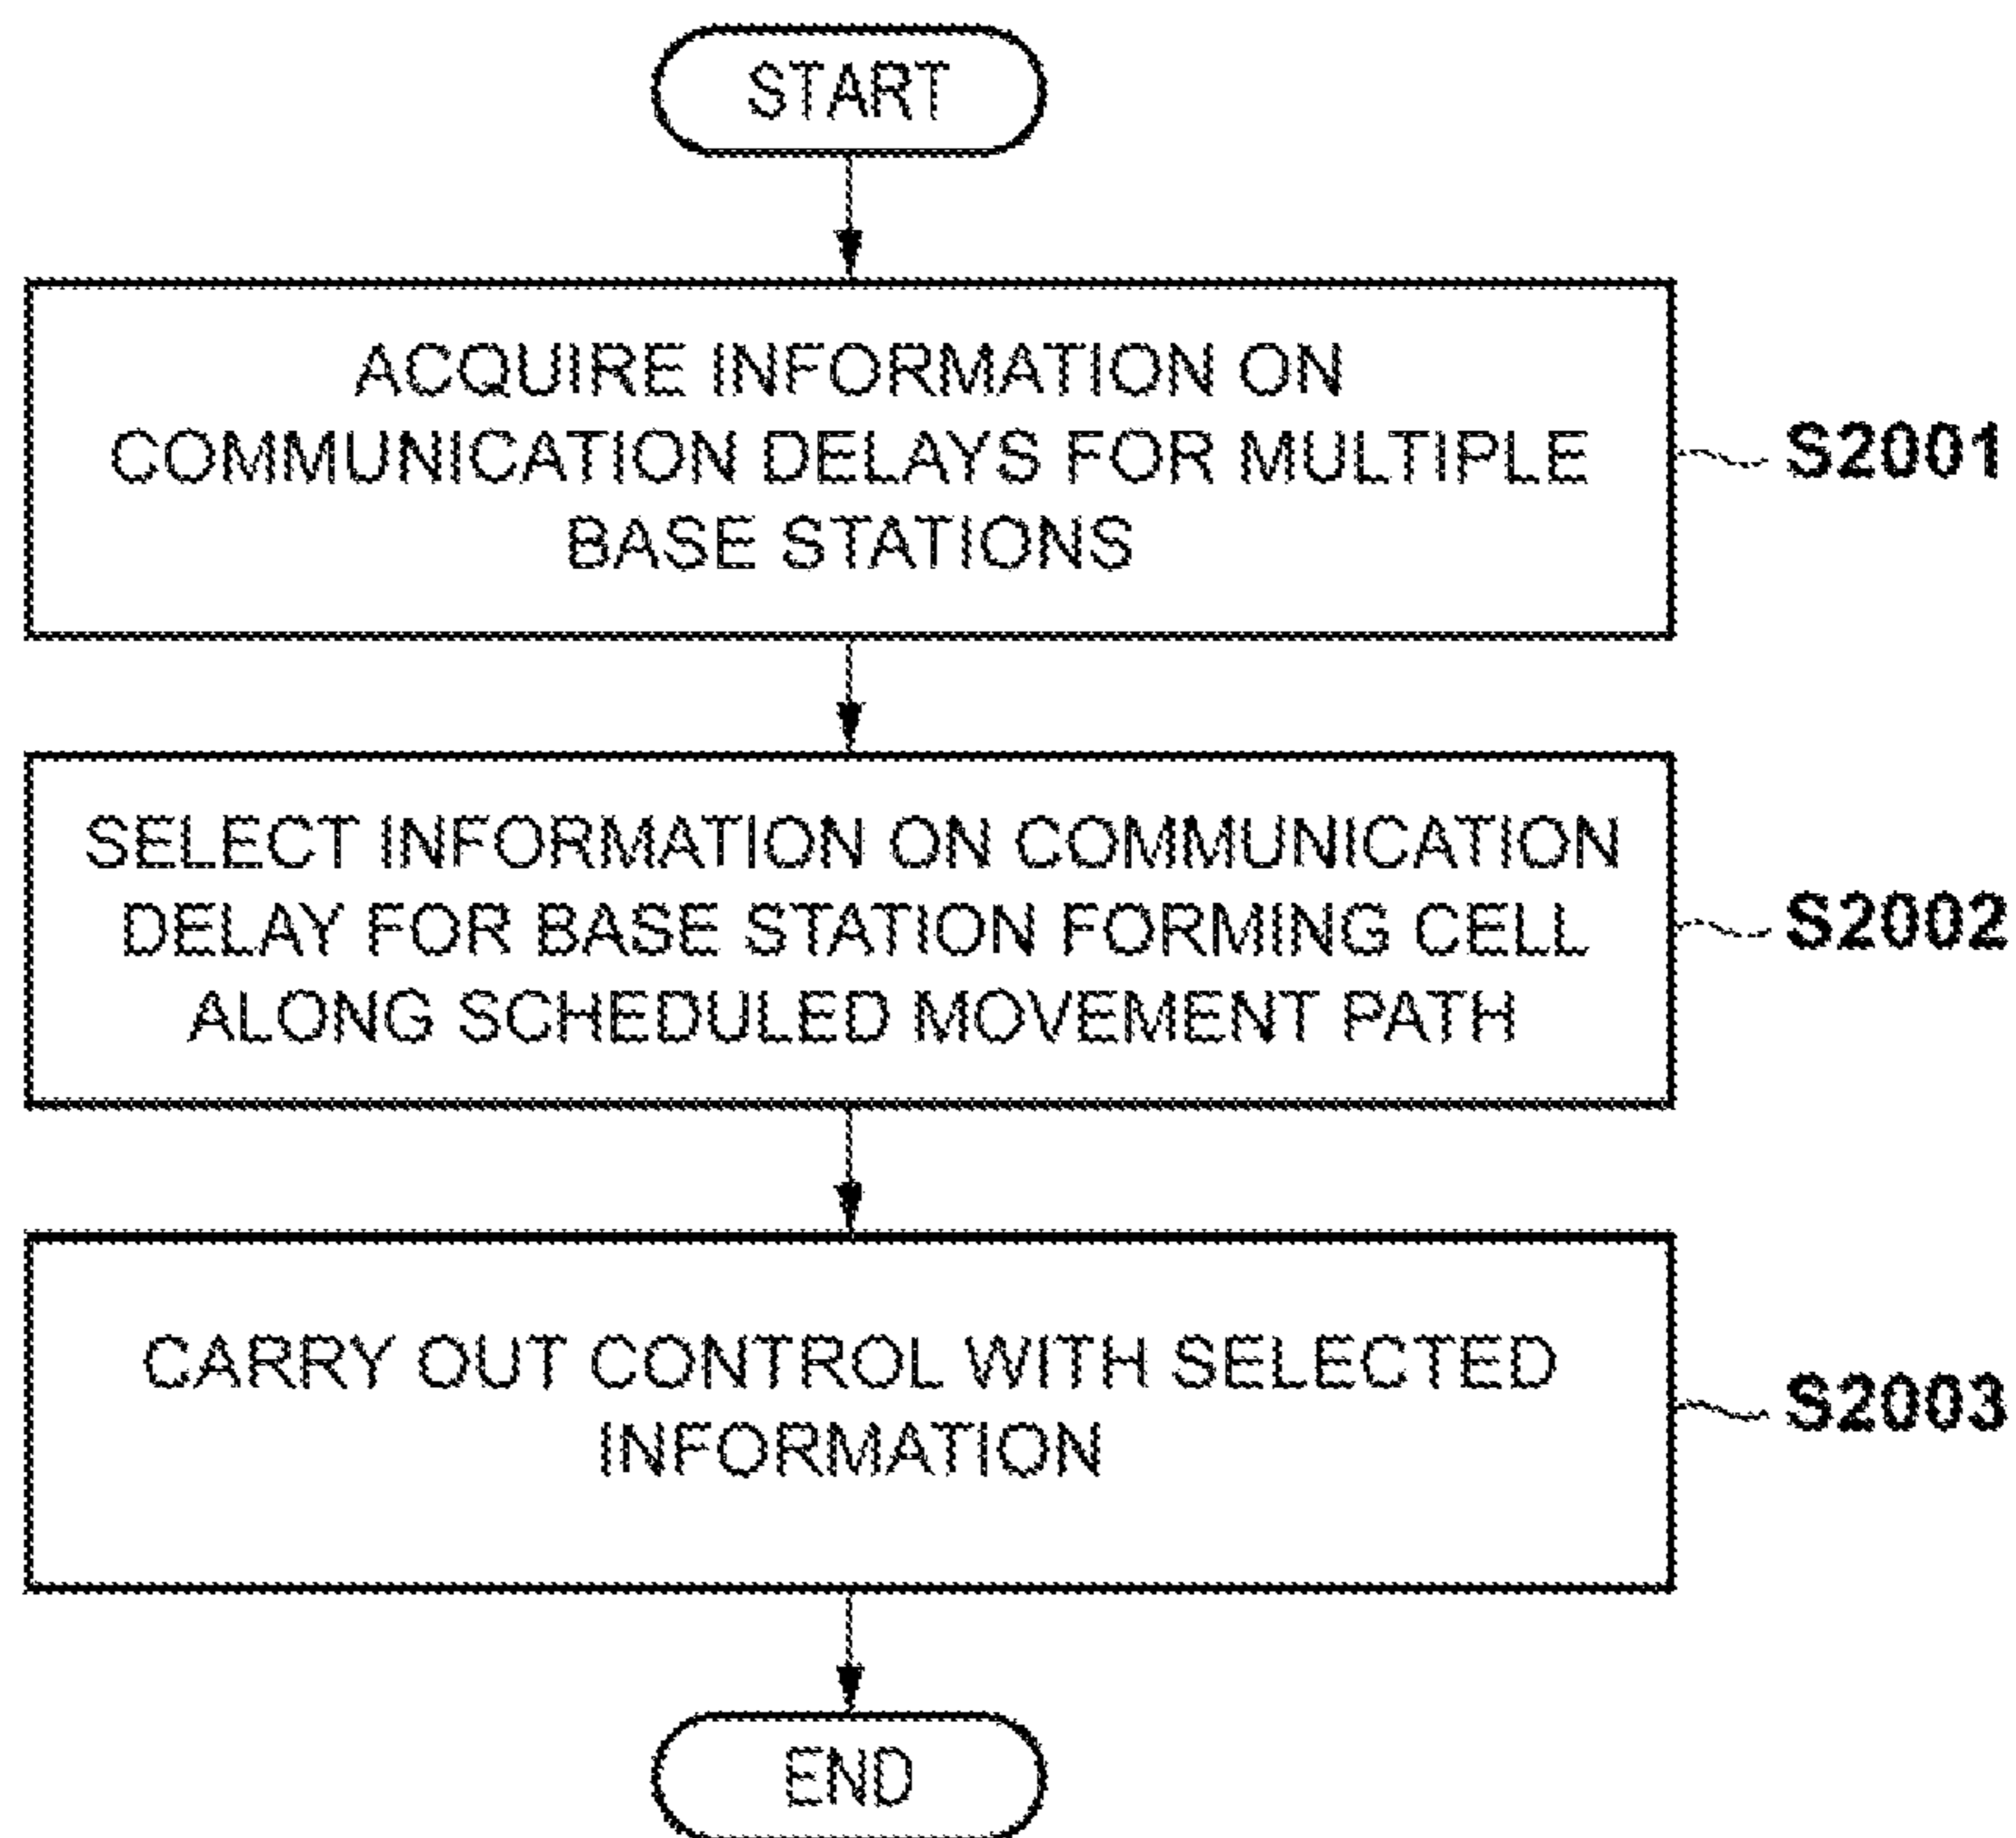 START
ACQUIRE INFORMATION ON
COMMUNICATION DELAYS FOR MULTIPLE
BASE STATIONS
S2001
SELECT INFORMATION ON COMMUNICATION
DELAY FOR BASE STATION FORMING CELL
ALONG SCHEDULED MOVEMENT PATH
S2002
CARRY OUT CONTROL WITH SELECTED
INFORMATION
S2003
END